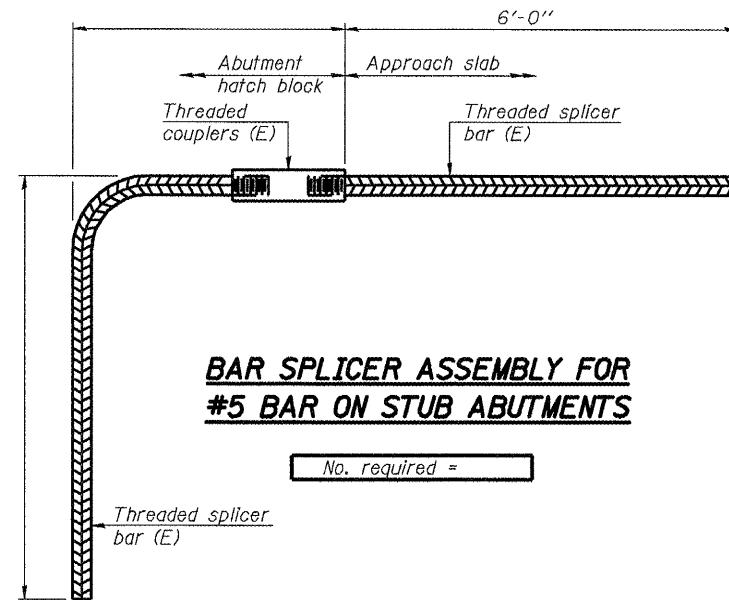 6'-0"
Abutment
hatch block
Approach slab
Threaded
couplers (E)
Threaded splicer
bar (E)
BAR SPLICER ASSEMBLY FOR
#5 BAR ON STUB ABUTMENTS
No. required =
Threaded splicer
bar (E)